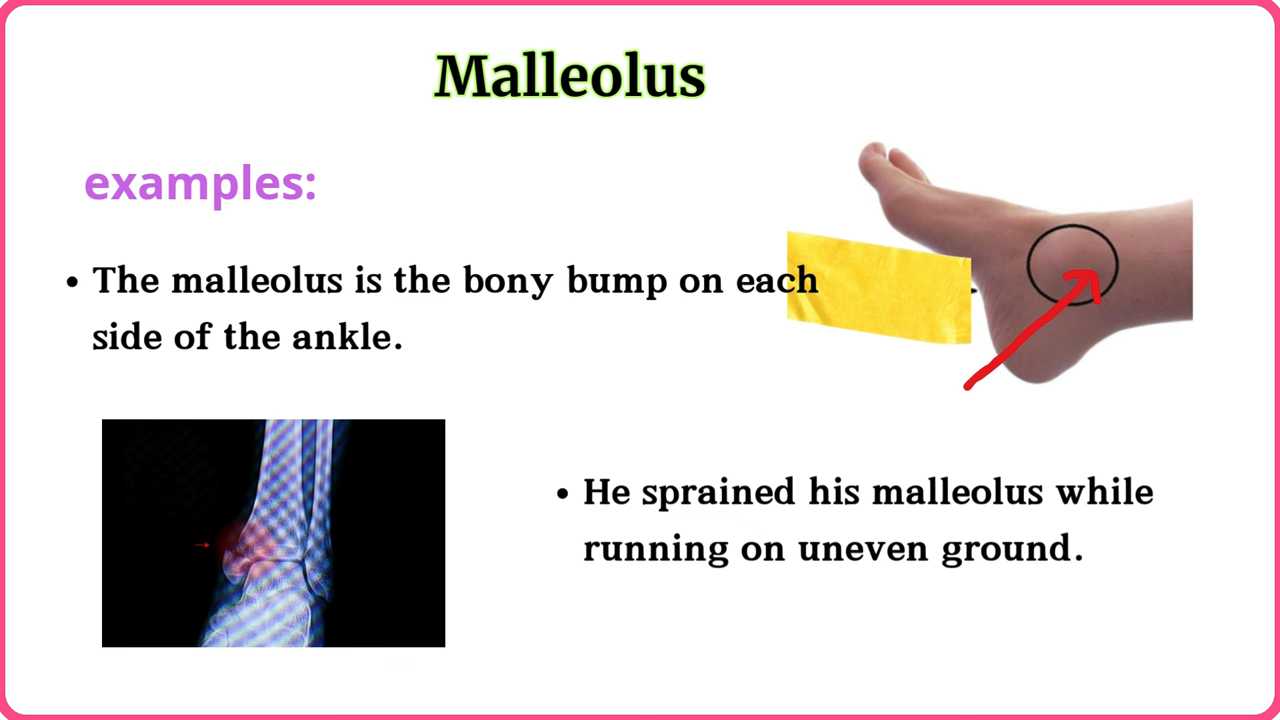 Malleolus
examples:
• The malleolus is the bony bump on each
side of the ankle.
• He sprained his malleolus while
running on uneven ground.